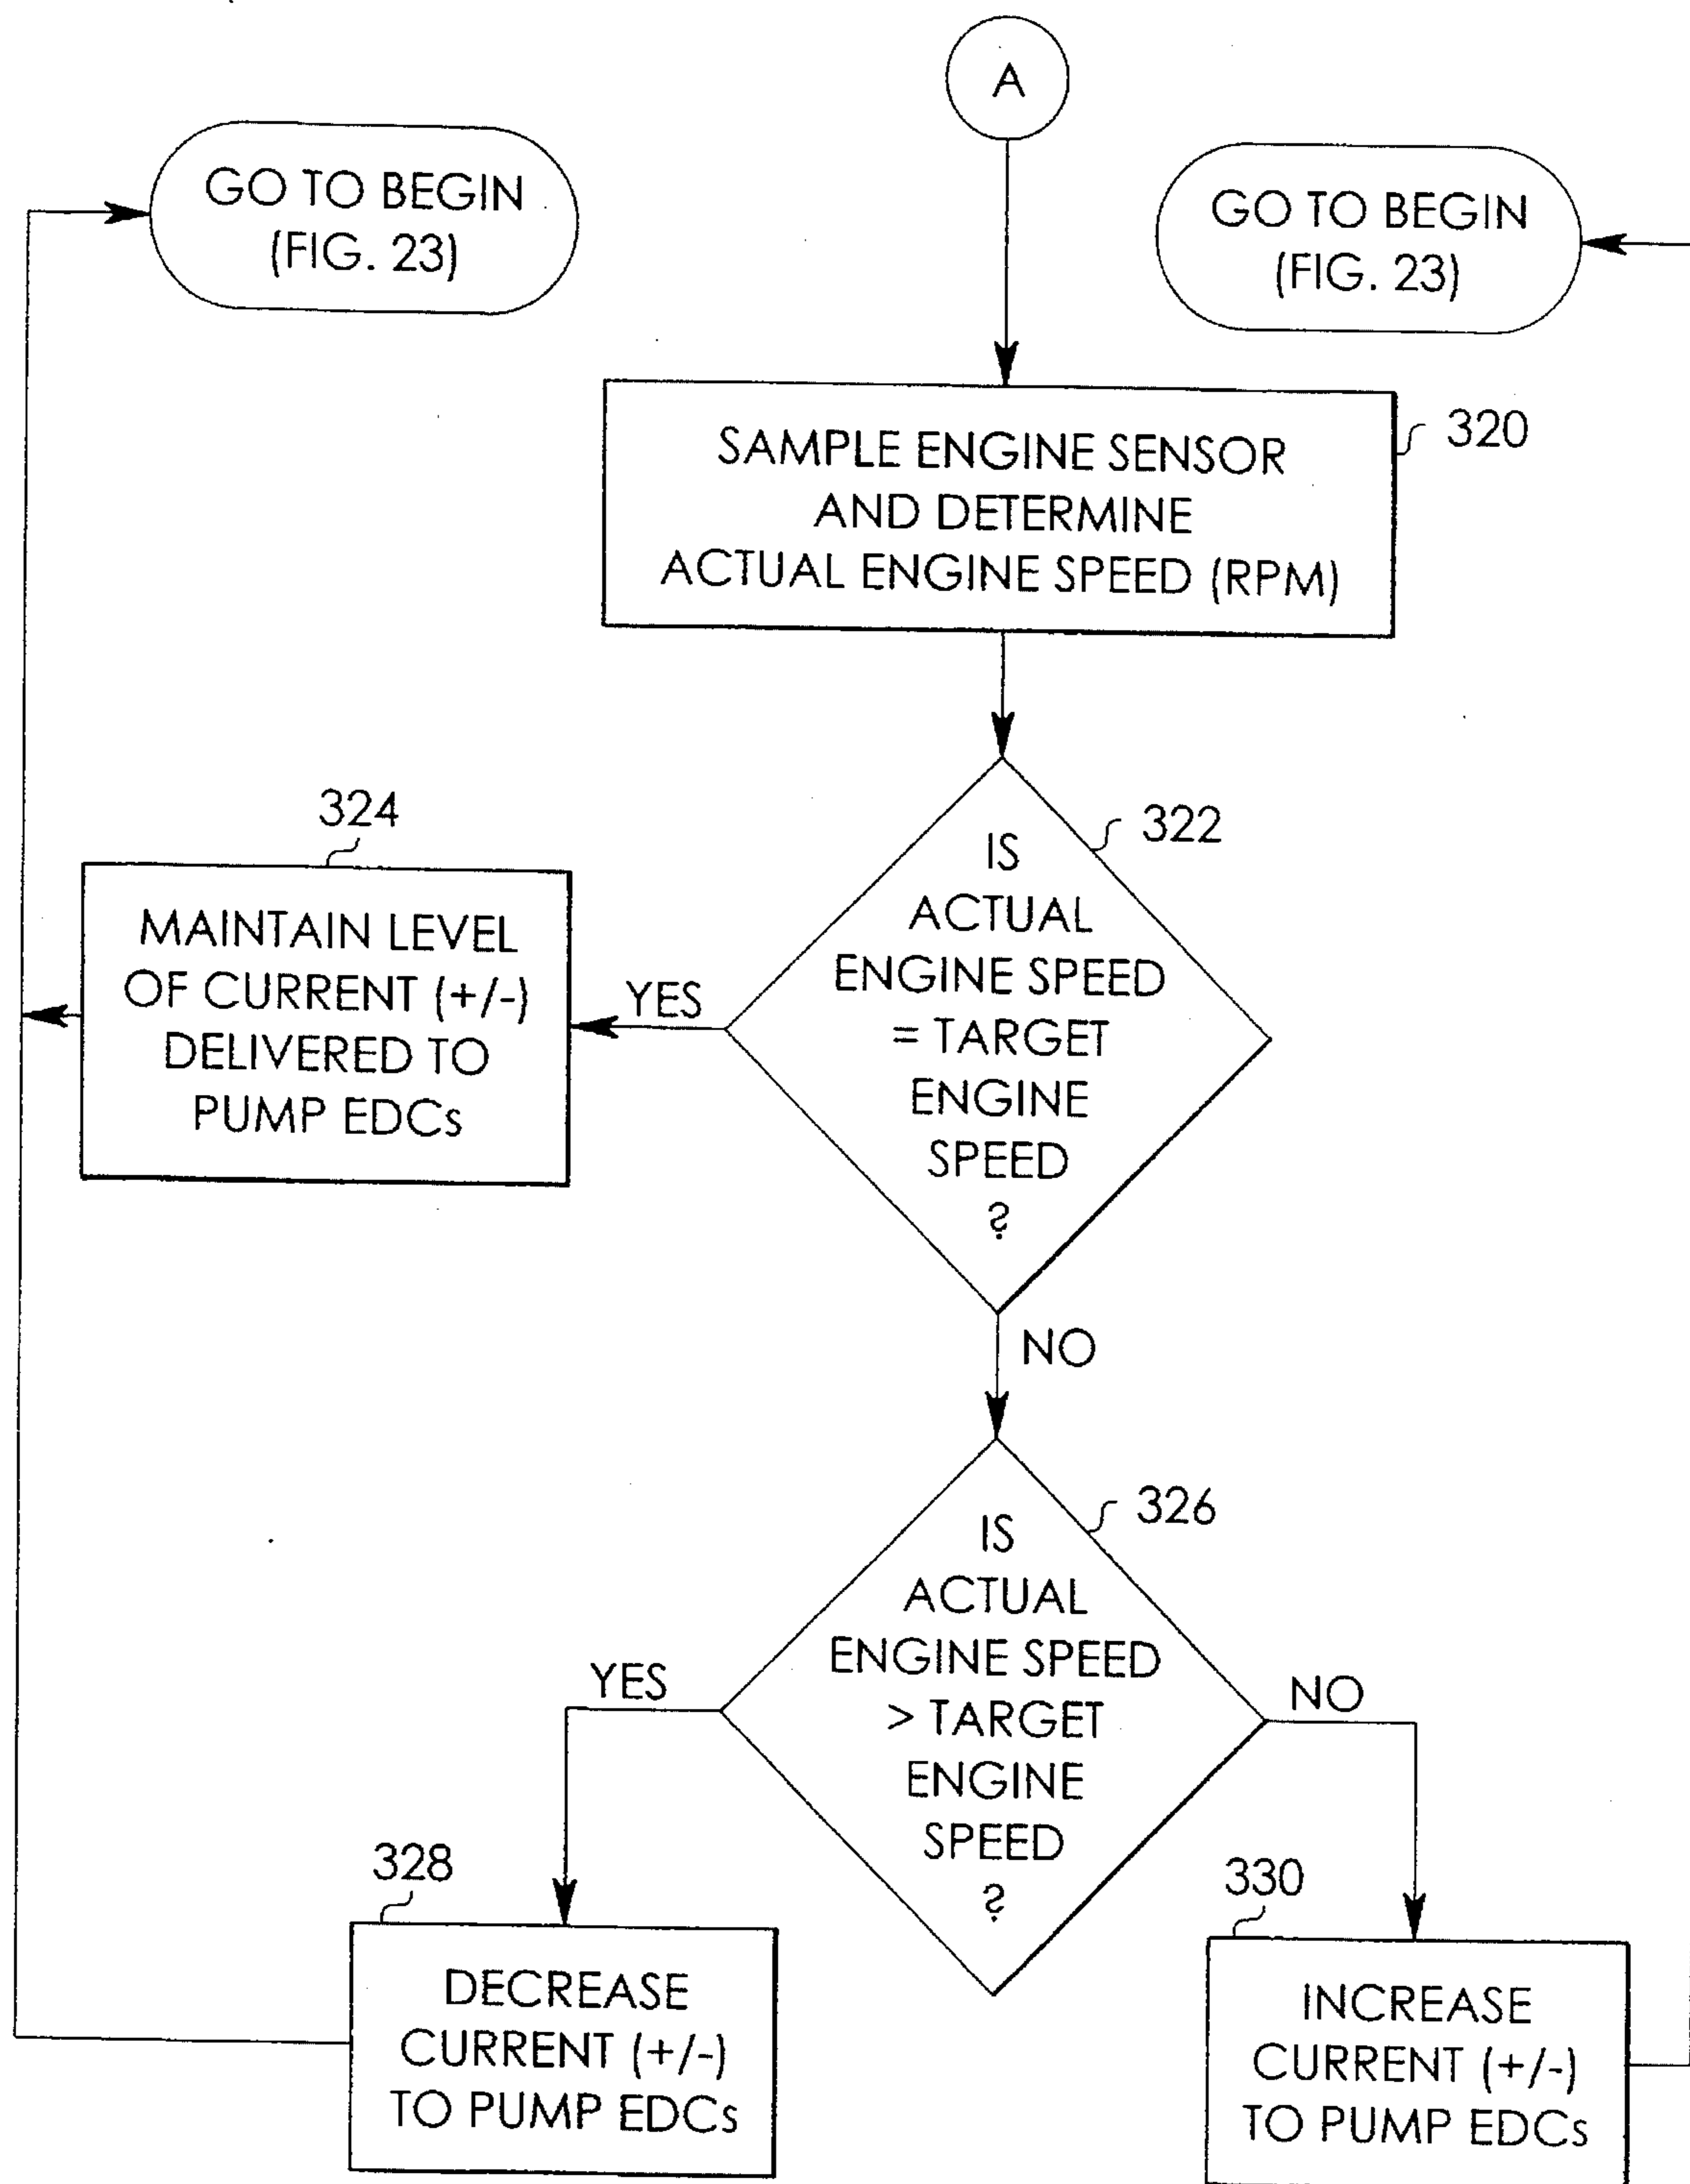 A
GO TO BEGIN
(FIG. 23)
GO TO BEGIN
(FIG. 23)
SAMPLE ENGINE SENSOR
AND DETERMINE
ACTUAL ENGINE SPEED (RPM)
320
IS
ACTUAL
ENGINE SPEED
= TARGET
ENGINE
SPEED
?
322
YES
324
MAINTAIN LEVEL
OF CURRENT (+/-)
DELIVERED TO
PUMP EDCs
NO
IS
ACTUAL
ENGINE SPEED
> TARGET
ENGINE
SPEED
?
326
YES
NO
328
DECREASE
CURRENT (+/-)
TO PUMP EDCs
330
INCREASE
CURRENT (+/-)
TO PUMP EDCs